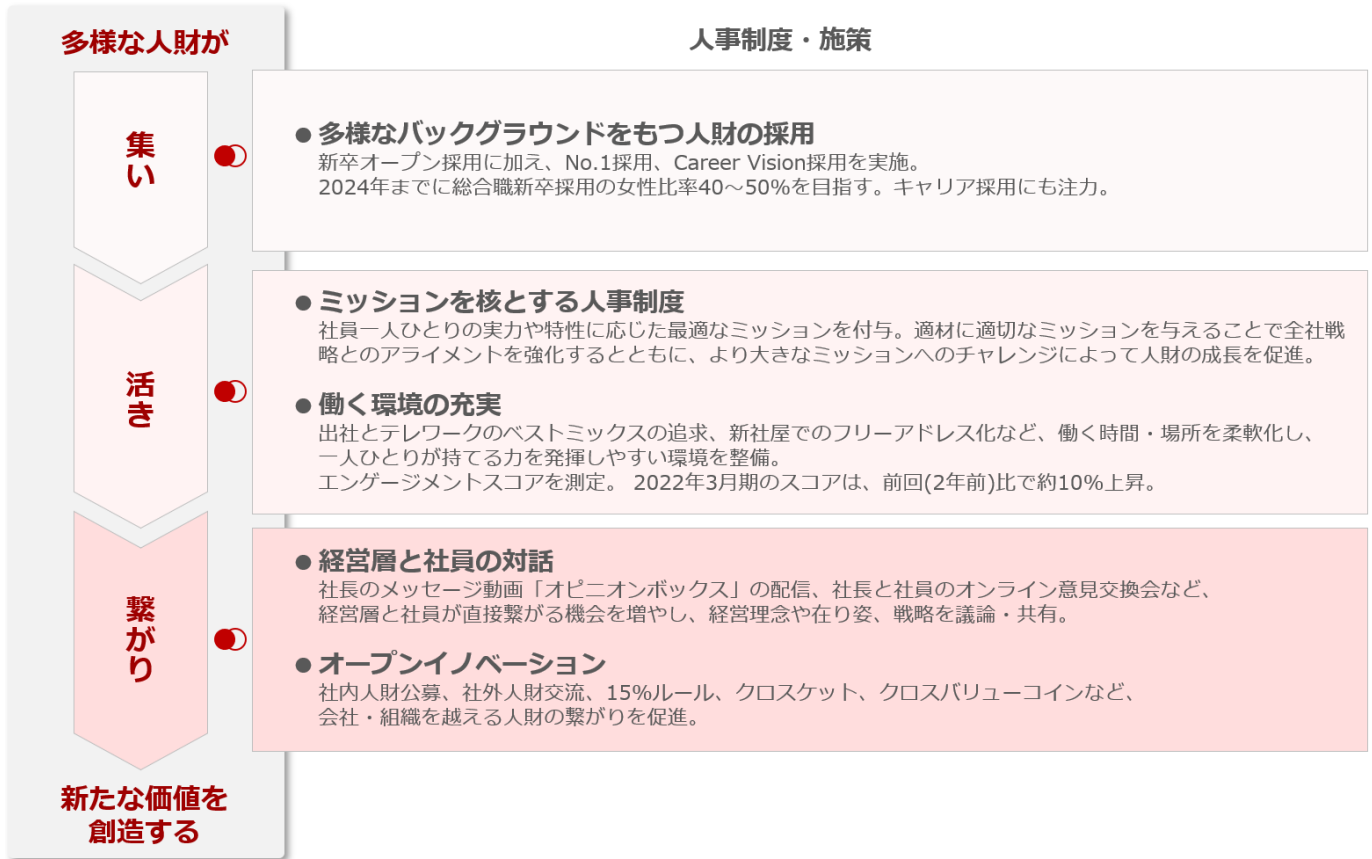 多様な人財が
人事制度・施策
集い
● 多様なバックグラウンドをもつ人財の採用
新卒オープン採用に加え、No.1採用、Career Vision採用を実施。
2024年までに総合職新卒採用の女性比率40～50%を目指す。キャリア採用にも注力。
活き
● ミッションを核とする人事制度
社員一人ひとりの実力や特性に応じた最適なミッションを付与。適材に適切なミッションを与えることで全社戦
略とのアライメントを強化するとともに、より大きなミッションへのチャレンジによって人財の成長を促進。
● 働く環境の充実
出社とテレワークのベストミックスの追求、新社屋でのフリーアドレス化など、働く時間・場所を柔軟化し、
一人ひとりが持てる力を発揮しやすい環境を整備。
エンゲージメントスコアを測定。 2022年3月期のスコアは、前回(2年前)比で約10%上昇。
繋がり
● 経営層と社員の対話
社長のメッセージ動画「オピニオンボックス」の配信、社長と社員のオンライン意見交換会など、
経営層と社員が直接繋がる機会を増やし、経営理念や在り姿、戦略を議論・共有。
● オープンイノベーション
社内人財公募、社外人財交流、15%ルール、クロスケット、クロスバリューコインなど、
会社・組織を越える人財の繋がりを促進。
新たな価値を
創造する